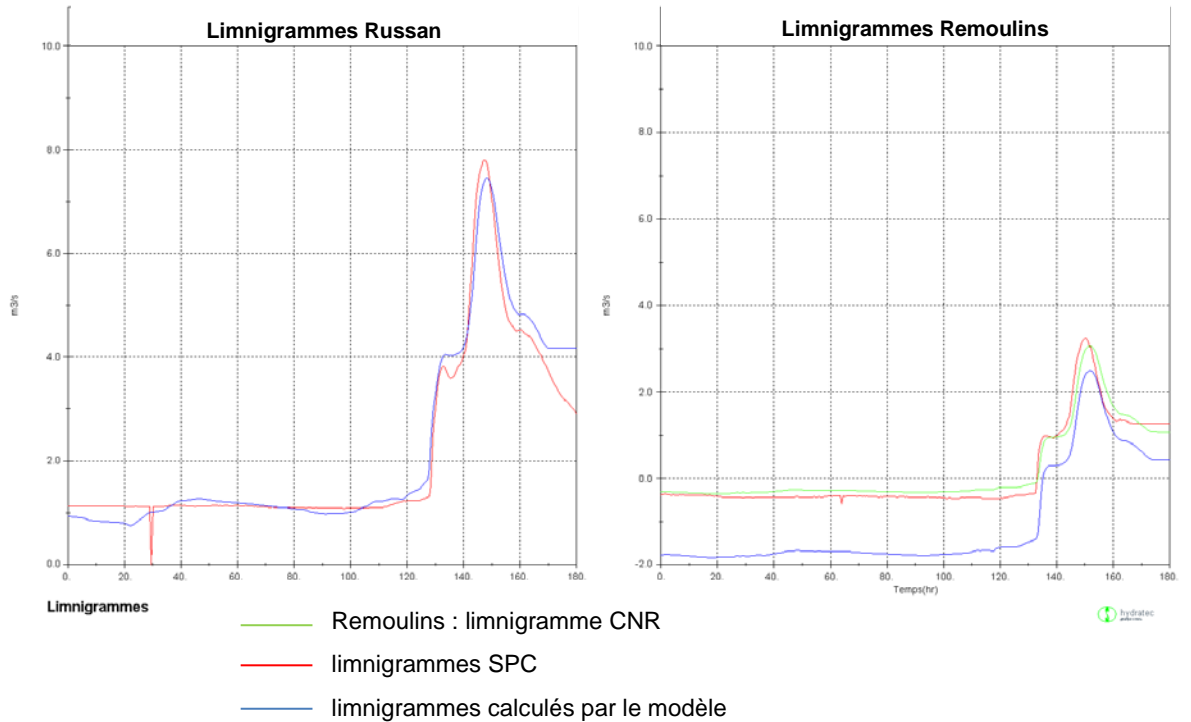 Limnigrammes Russan
10.0
8.0
6.0
4.0
2.0
0.0
m3/s
0. 20. 40. 60. 80. 100. 120. 140. 160. 180.
Limnigrammes Remoulins
10.0
8.0
6.0
4.0
2.0
0.0
-2.0
m3/s
0. 20. 40. 60. 80. 100. 120. 140. 160. 180.
Temps(hr)
hydratec
Limnigrammes
Remoulins : limnigramme CNR
limnigrammes SPC
limnigrammes calculés par le modèle